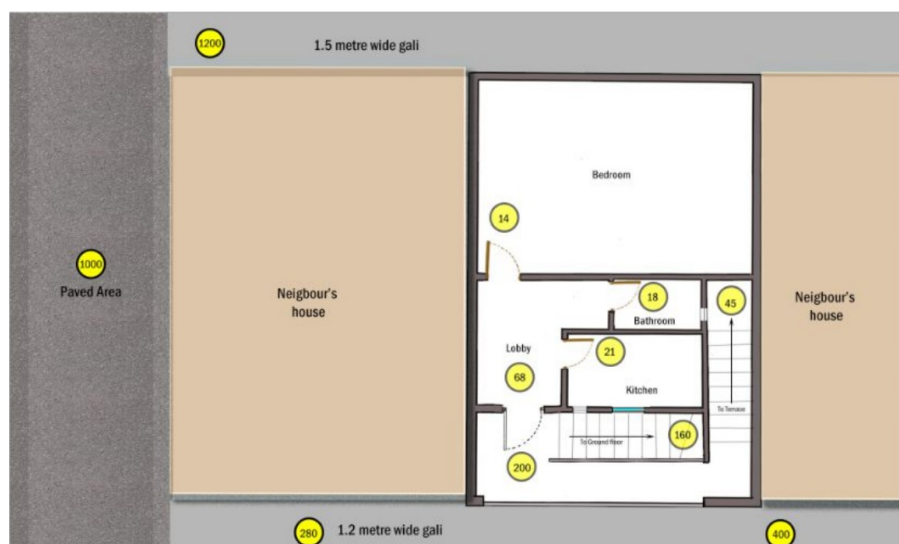 1200
1.5 metre wide gali
Bedroom
14
1000
Paved Area
Neigbour's
house
18
Bathroom
45
Neigbour's
house
Lobby
21
68
Kitchen
To Terrace
To Ground floor
160
200
280
1.2 metre wide gali
400